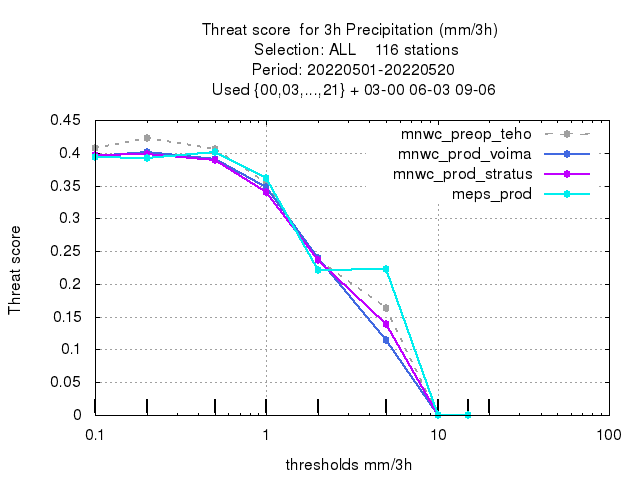 Threat score  for 3h Precipitation (mm/3h)
Selection: ALL    116 stations
Period: 20220501-20220520
Used {00,03,...,21} + 03-00 06-03 09-06
mnwc_preop_teho
mnwc_prod_voima
mnwc_prod_stratus
meps_prod
Threat score
0.45
0.4
0.35
0.3
0.25
0.2
0.15
0.1
0.05
0
0.1 1 10 100
thresholds mm/3h